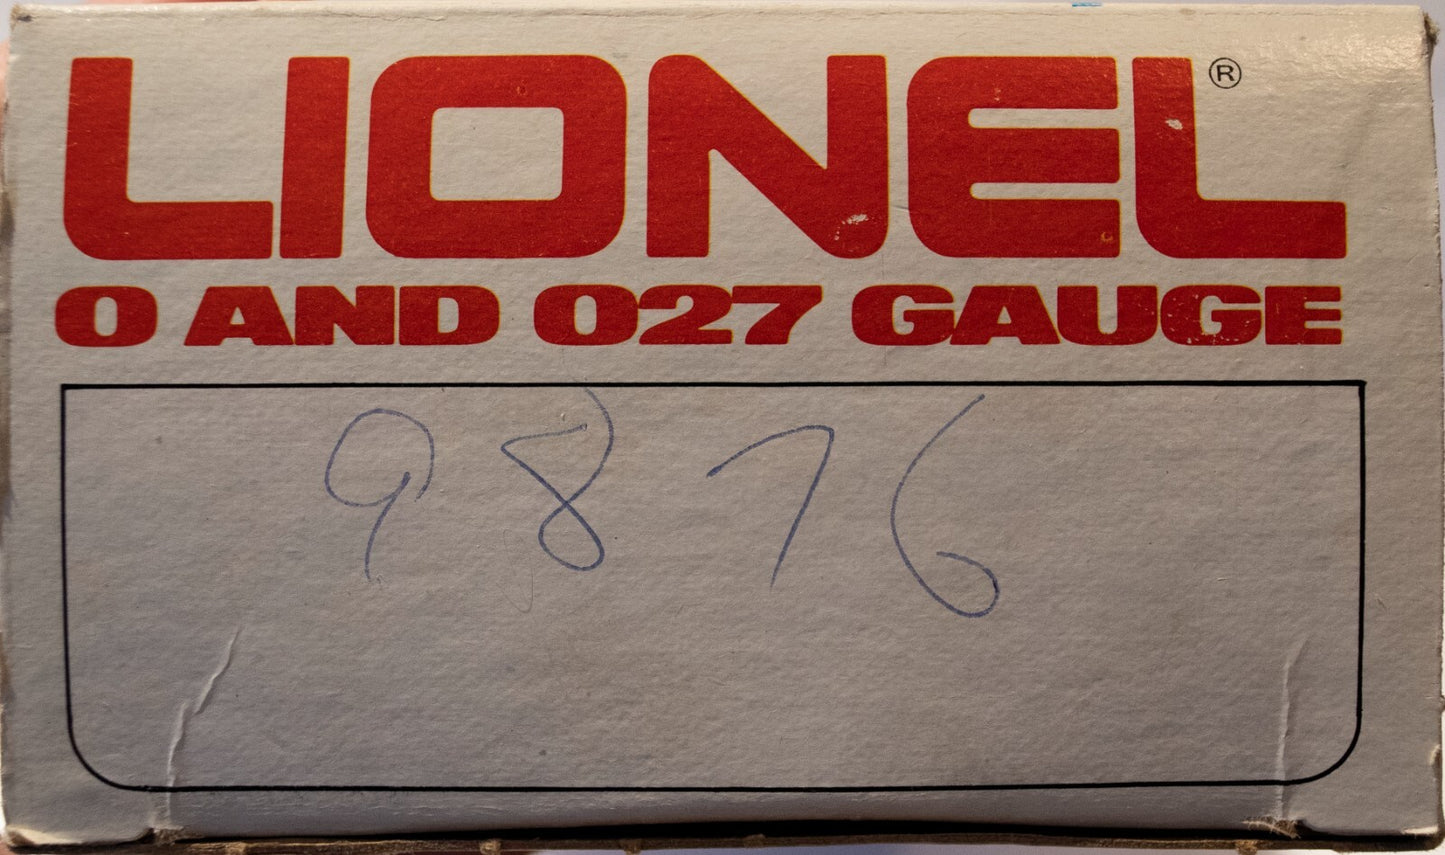 LIONEL®
O AND O27 GAUGE
9876